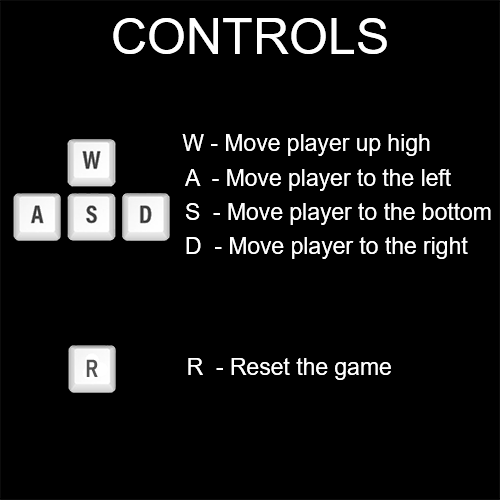 CONTROLS
W
W - Move player up high
A - Move player to the left
A S D
S - Move player to the bottom
D - Move player to the right
R
R - Reset the game